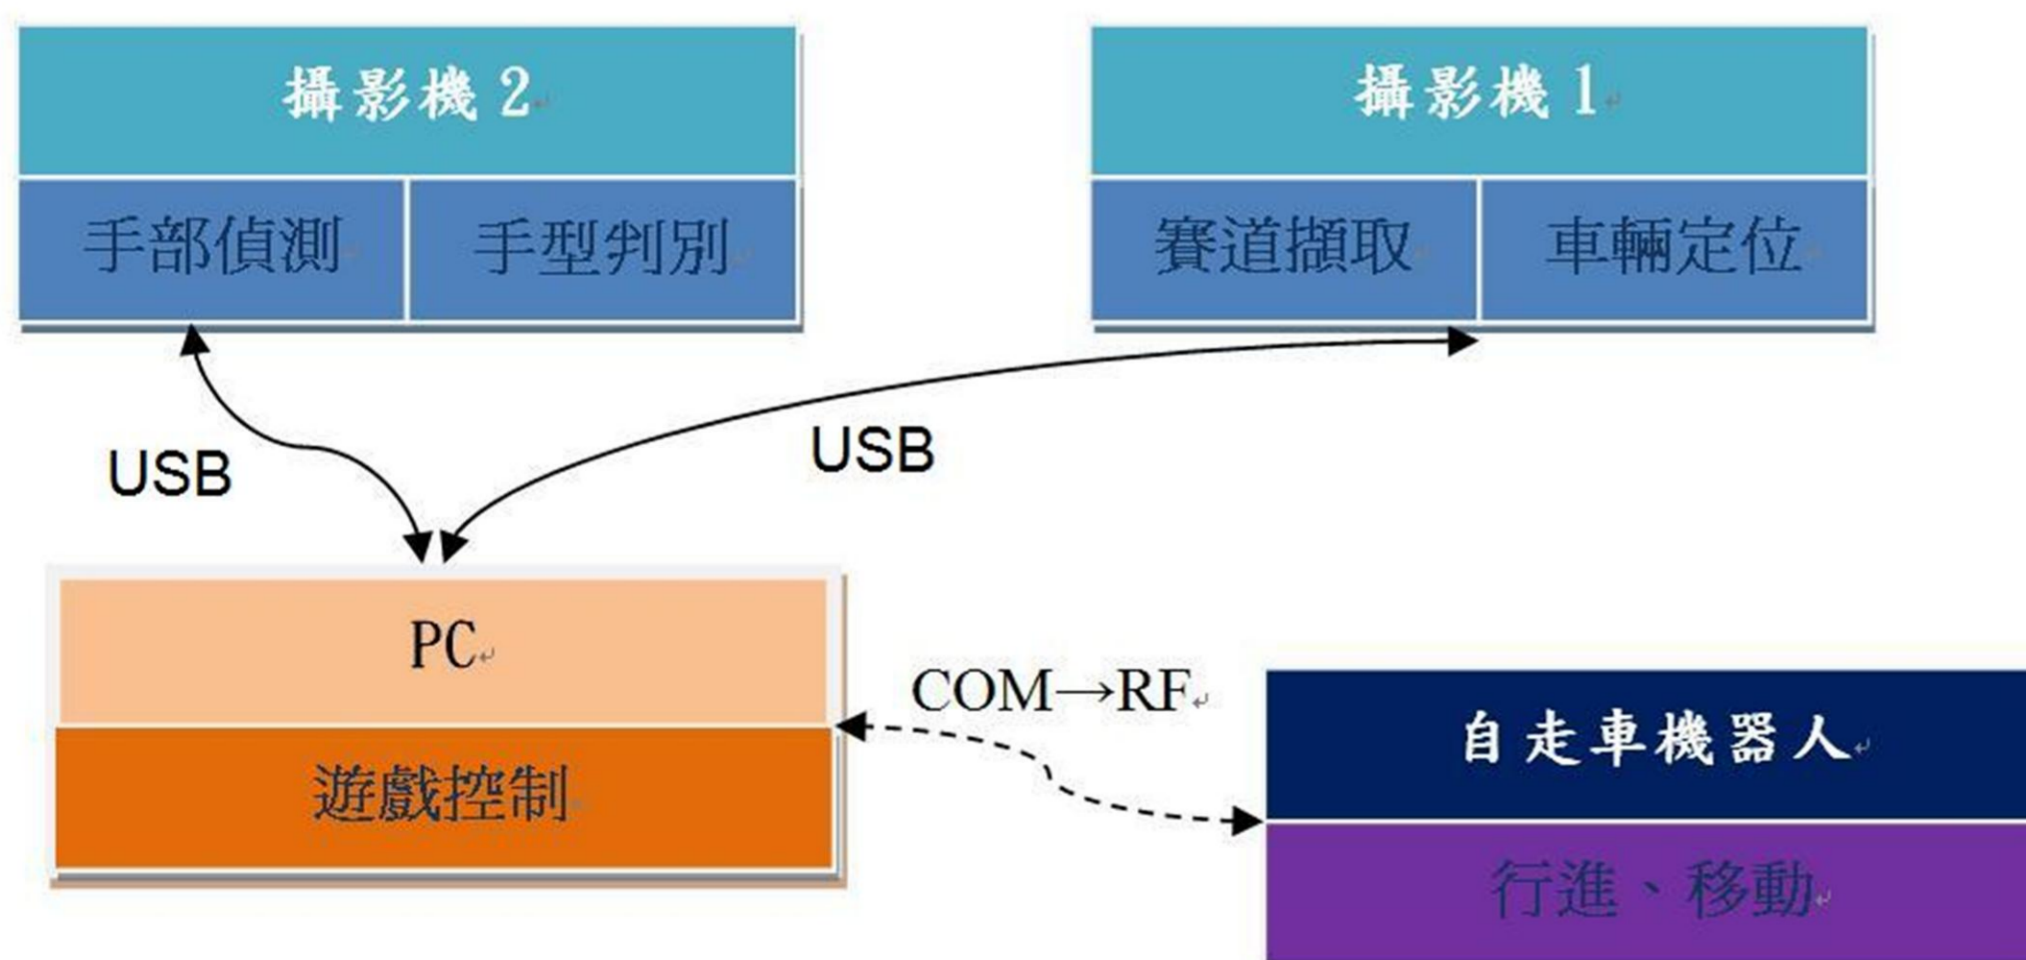 攝影機 2
攝影機 1
手部偵測
手型判別
賽道擷取
車輛定位
USB
USB
PC
COM→RF
遊戲控制
自走車機器人
行進、移動